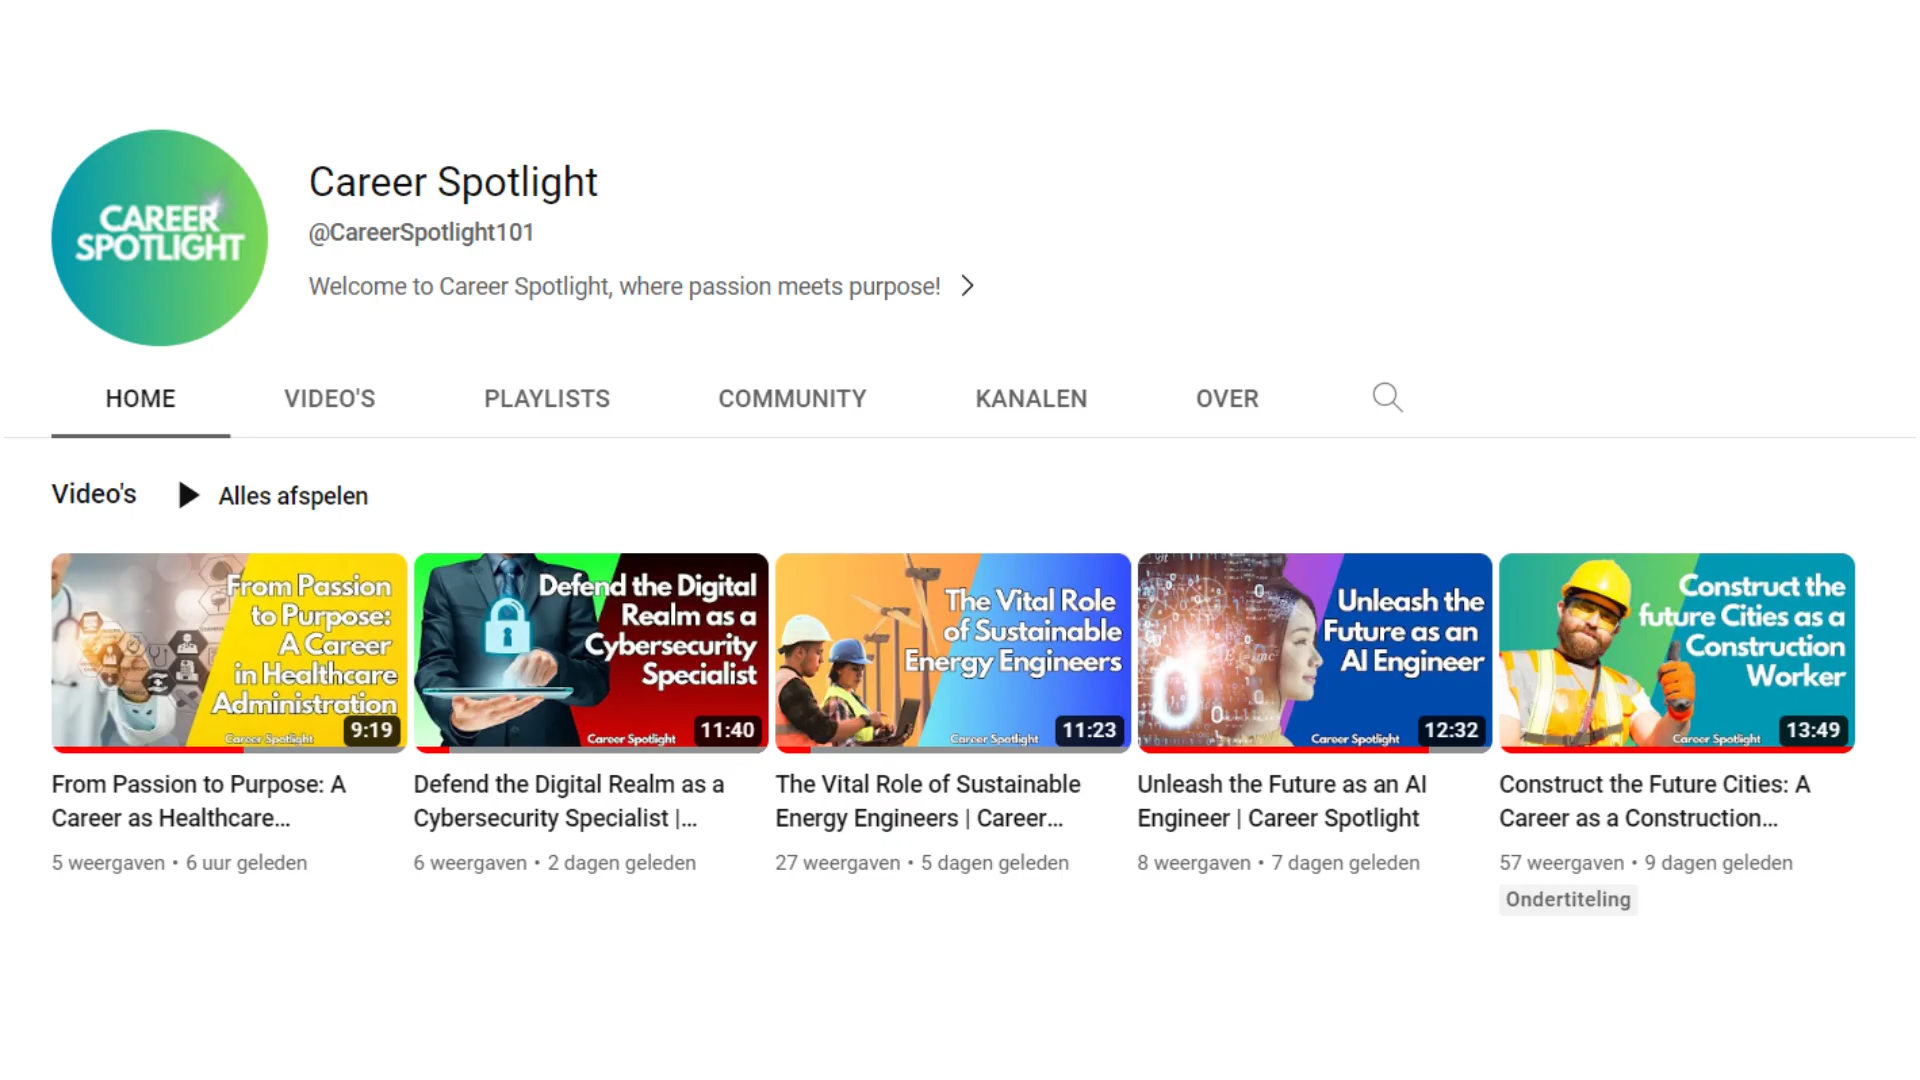 CAREER
SPOTLIGHT
Career Spotlight
@CareerSpotlight101
Welcome to Career Spotlight, where passion meets purpose!
HOME
VIDEO'S
PLAYLISTS
COMMUNITY
KANALEN
OVER
Video's
Alles afspelen
From Passion
to Purpose:
A Career
in Healthcare
Administration
Career Spotlight
9:19
Defend the Digital
Realm as a
Cybersecurity
Specialist
Career Spotlight
11:40
The Vital Role
of Sustainable
Energy Engineers
Career Spotlight
11:23
Unleash the
Future as an
AI Engineer
Career Spotlight
12:32
Construct the
future Cities as a
Construction
Worker
Career Spotlight
13:49
From Passion to Purpose: A
Career as Healthcare...
5 weergaven • 6 uur geleden
Defend the Digital Realm as a
Cybersecurity Specialist |...
6 weergaven • 2 dagen geleden
The Vital Role of Sustainable
Energy Engineers | Career...
27 weergaven • 5 dagen geleden
Unleash the Future as an AI
Engineer | Career Spotlight
8 weergaven • 7 dagen geleden
Construct the Future Cities: A
Career as a Construction...
57 weergaven • 9 dagen geleden
Ondertiteling